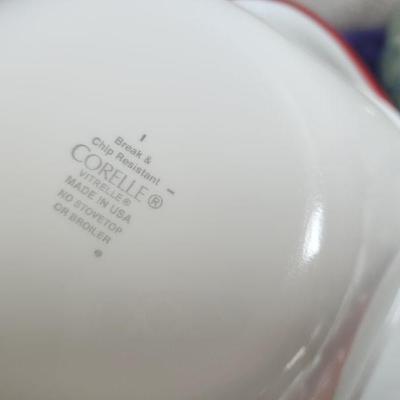 Break &
Chip Resistant
CORELLE®
VITRELLE®
MADE IN USA
NO STOVETOP
OR BROILER